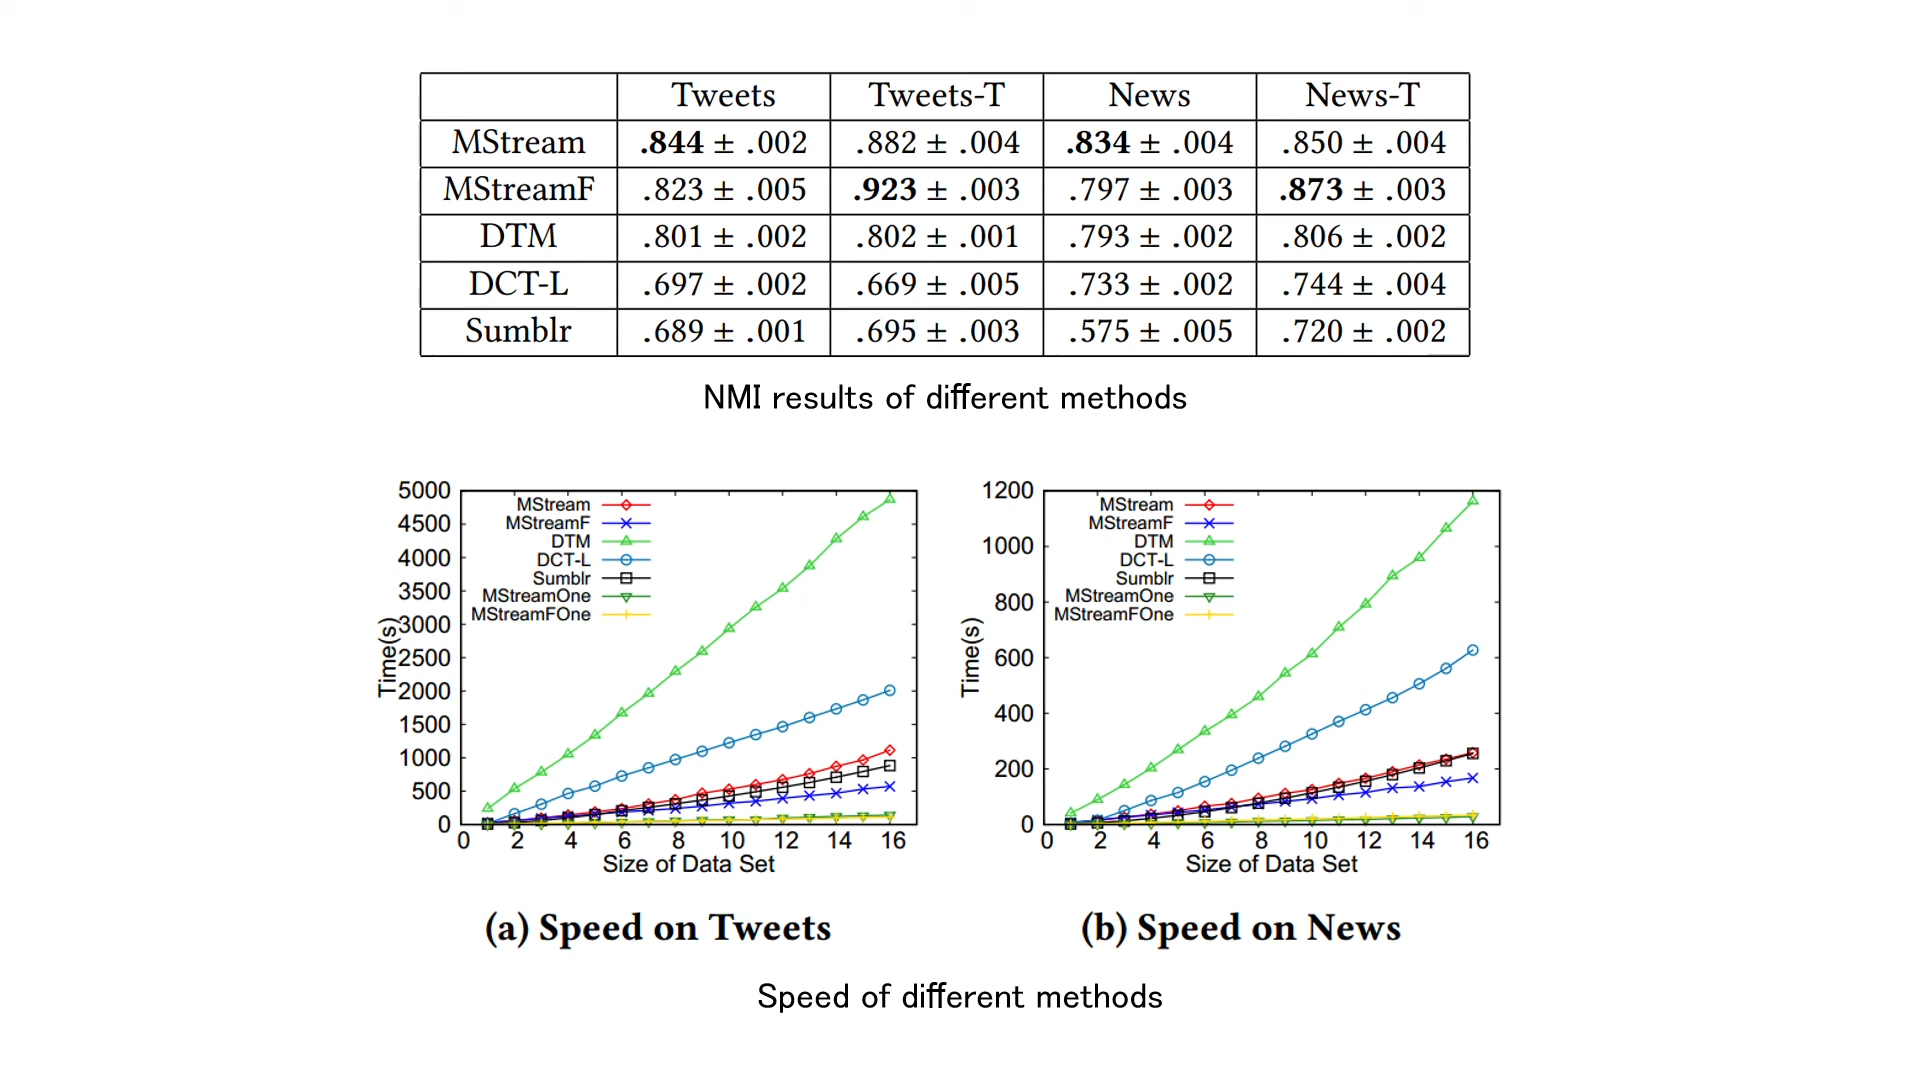 Tweets Tweets-T News News-T
MStream .844 ± .002 .882 ± .004 .834 ± .004 .850 ± .004
MStreamF .823 ± .005 .923 ± .003 .797 ± .003 .873 ± .003
DTM .801 ± .002 .802 ± .001 .793 ± .002 .806 ± .002
DCT-L .697 ± .002 .669 ± .005 .733 ± .002 .744 ± .004
Sumblr .689 ± .001 .695 ± .003 .575 ± .005 .720 ± .002
NMI results of different methods
5000
4500
4000
3500
3000
2500
2000
1500
1000
500
0
Time(s)
MStream
MStreamF
DTM
DCT-L
Sumblr
MStreamOne
MStreamFOne
0 2 4 6 8 10 12 14 16
Size of Data Set
(a) Speed on Tweets
1200
1000
800
600
400
200
0
Time(s)
MStream
MStreamF
DTM
DCT-L
Sumblr
MStreamOne
MStreamFOne
0 2 4 6 8 10 12 14 16
Size of Data Set
(b) Speed on News
Speed of different methods